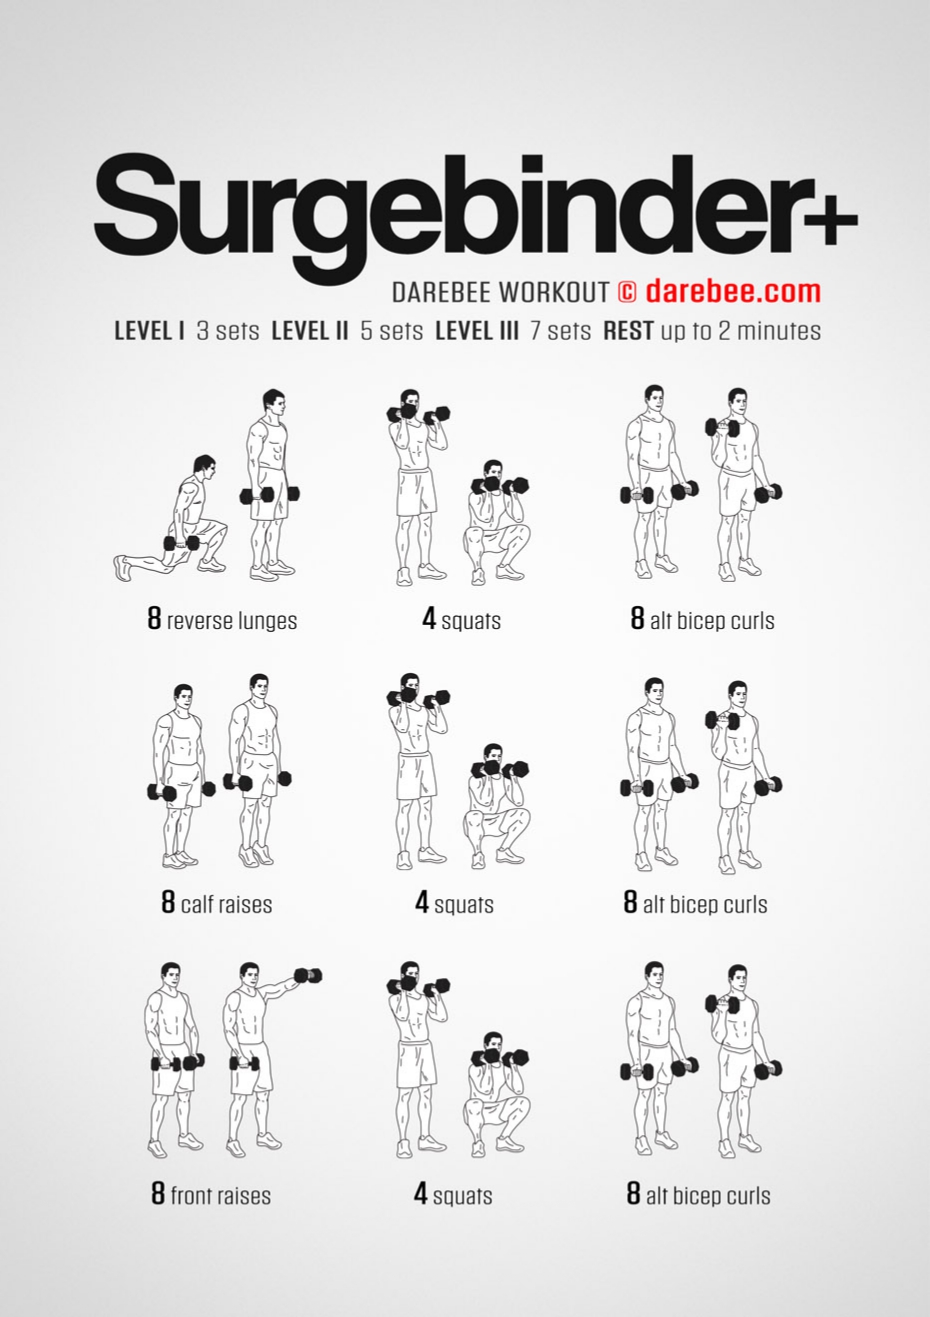 Surgebinder+
DAREBEE WORKOUT © darebee.com
LEVEL I 3 sets LEVEL II 5 sets LEVEL III 7 sets REST up to 2 minutes
8 reverse lunges
4 squats
8 alt bicep curls
8 calf raises
4 squats
8 alt bicep curls
8 front raises
4 squats
8 alt bicep curls